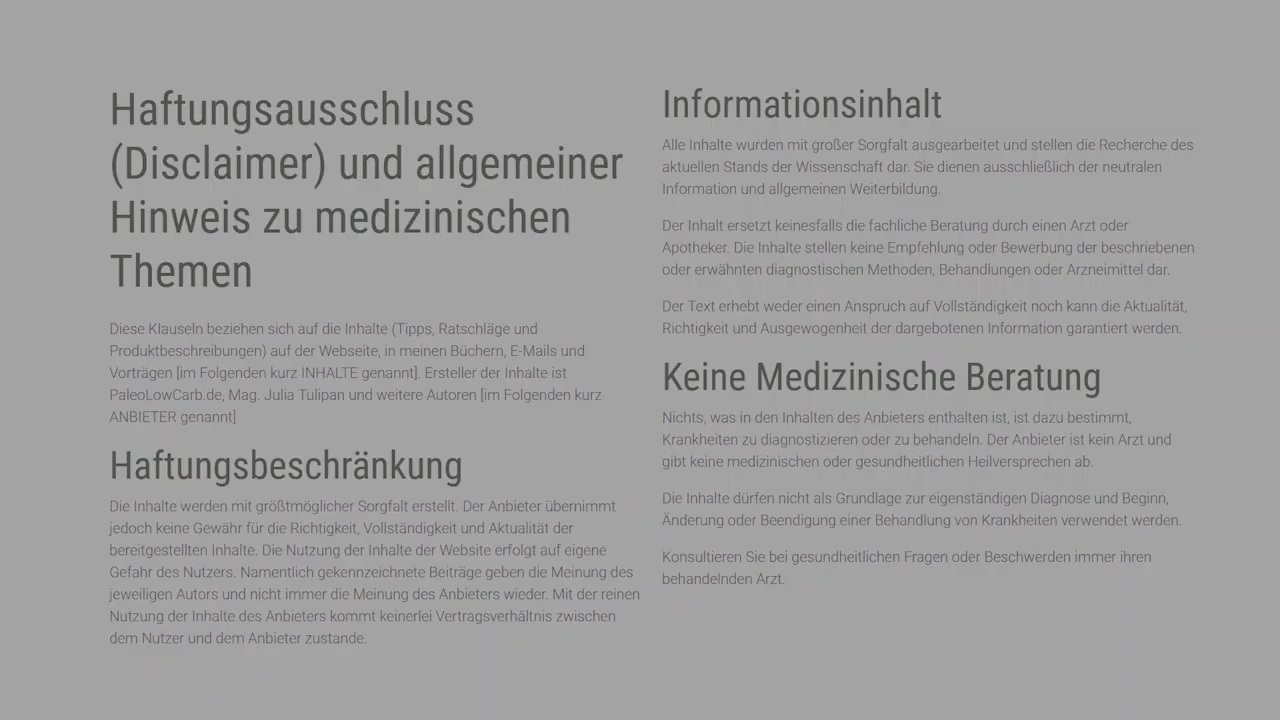 Haftungsausschluss
(Disclaimer) und allgemeiner
Hinweis zu medizinischen
Themen
Diese Klauseln beziehen sich auf die Inhalte (Tipps, Ratschläge und
Produktbeschreibungen) auf der Webseite, in meinen Büchern, E-Mails und
Vorträgen [im Folgenden kurz INHALTE genannt]. Ersteller der Inhalte ist
PaleoLowCarb.de, Mag. Julia Tulipan und weitere Autoren [im Folgenden kurz
ANBIETER genannt]
Haftungsbeschränkung
Die Inhalte werden mit größtmöglicher Sorgfalt erstellt. Der Anbieter übernimmt
jedoch keine Gewähr für die Richtigkeit, Vollständigkeit und Aktualität der
bereitgestellten Inhalte. Die Nutzung der Inhalte der Website erfolgt auf eigene
Gefahr des Nutzers. Namentlich gekennzeichnete Beiträge geben die Meinung des
jeweiligen Autors und nicht immer die Meinung des Anbieters wieder. Mit der reinen
Nutzung der Inhalte des Anbieters kommt keinerlei Vertragsverhältnis zwischen
dem Nutzer und dem Anbieter zustande.
Informationsinhalt
Alle Inhalte wurden mit großer Sorgfalt ausgearbeitet und stellen die Recherche des
aktuellen Stands der Wissenschaft dar. Sie dienen ausschließlich der neutralen
Information und allgemeinen Weiterbildung.
Der Inhalt ersetzt keinesfalls die fachliche Beratung durch einen Arzt oder
Apotheker. Die Inhalte stellen keine Empfehlung oder Bewerbung der beschriebenen
oder erwähnten diagnostischen Methoden, Behandlungen oder Arzneimittel dar.
Der Text erhebt weder einen Anspruch auf Vollständigkeit noch kann die Aktualität,
Richtigkeit und Ausgewogenheit der dargebotenen Information garantiert werden.
Keine Medizinische Beratung
Nichts, was in den Inhalten des Anbieters enthalten ist, ist dazu bestimmt,
Krankheiten zu diagnostizieren oder zu behandeln. Der Anbieter ist kein Arzt und
gibt keine medizinischen oder gesundheitlichen Heilversprechen ab.
Die Inhalte dürfen nicht als Grundlage zur eigenständigen Diagnose und Beginn,
Änderung oder Beendigung einer Behandlung von Krankheiten verwendet werden.
Konsultieren Sie bei gesundheitlichen Fragen oder Beschwerden immer ihren
behandelnden Arzt.